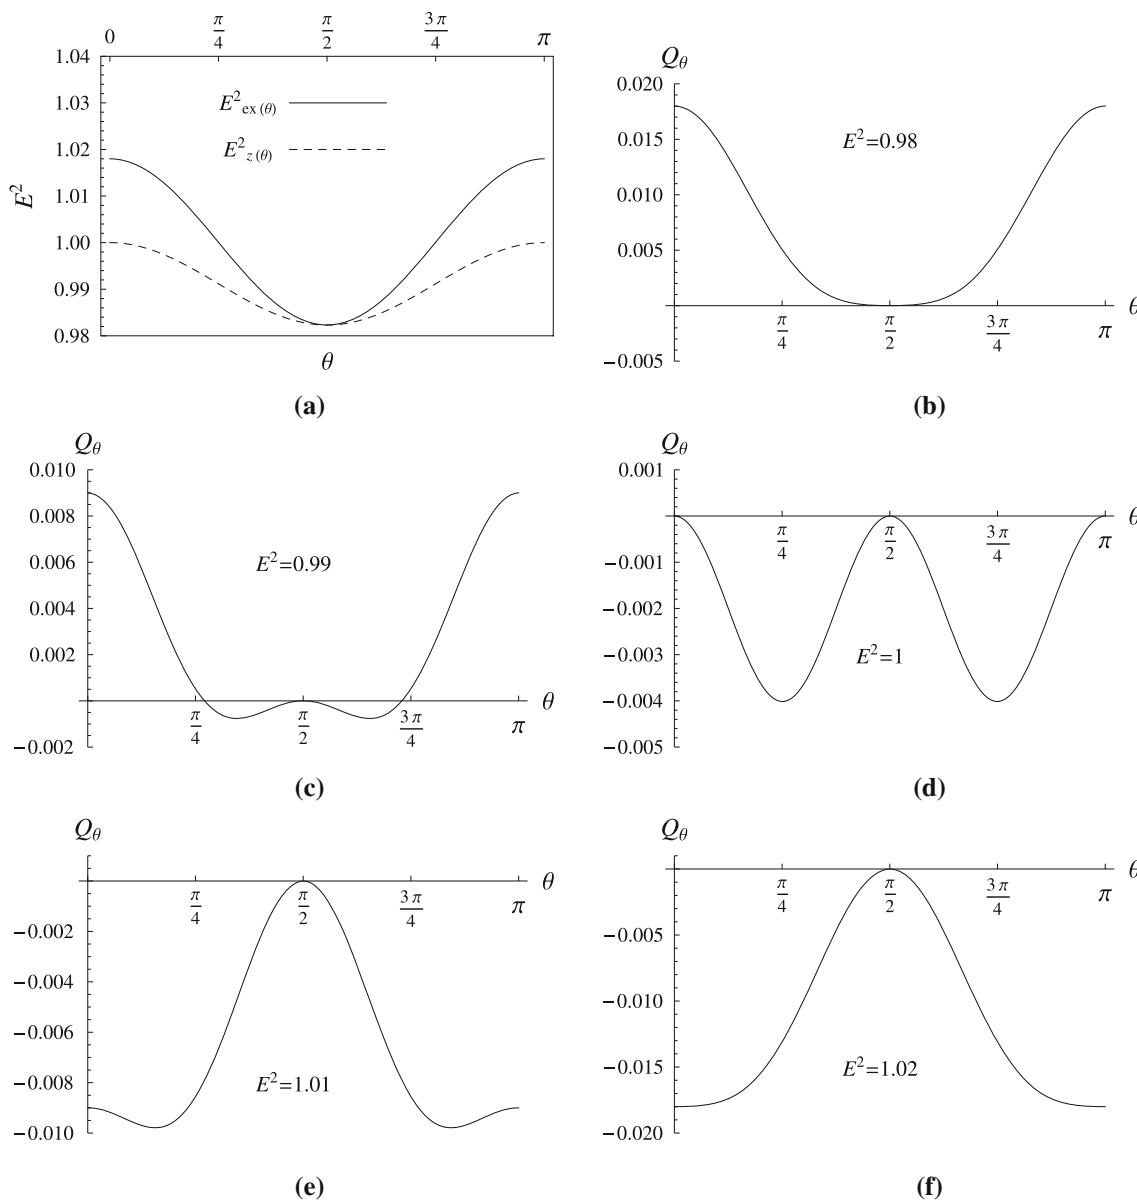 0 π/4 π/2 3π/4 π
1.04
1.03
1.02
1.01
1.00
0.99
0.98
E²
E²ex(θ)
E²z(θ)
θ
(a)
Qθ
0.020
0.015
0.010
0.005
−0.005
E²=0.98
π/4 π/2 3π/4 π
θ
(b)
Qθ
0.010
0.008
0.006
0.004
0.002
−0.002
E²=0.99
π/4 π/2 3π/4 π
θ
(c)
Qθ
0.001
−0.001
−0.002
−0.003
−0.004
−0.005
θ
π/4 π/2 3π/4 π
E²=1
(d)
Qθ
θ
π/4 π/2 3π/4 π
−0.002
−0.004
−0.006
−0.008
−0.010
E²=1.01
(e)
Qθ
θ
π/4 π/2 3π/4 π
−0.005
−0.010
−0.015
−0.020
E²=1.02
(f)